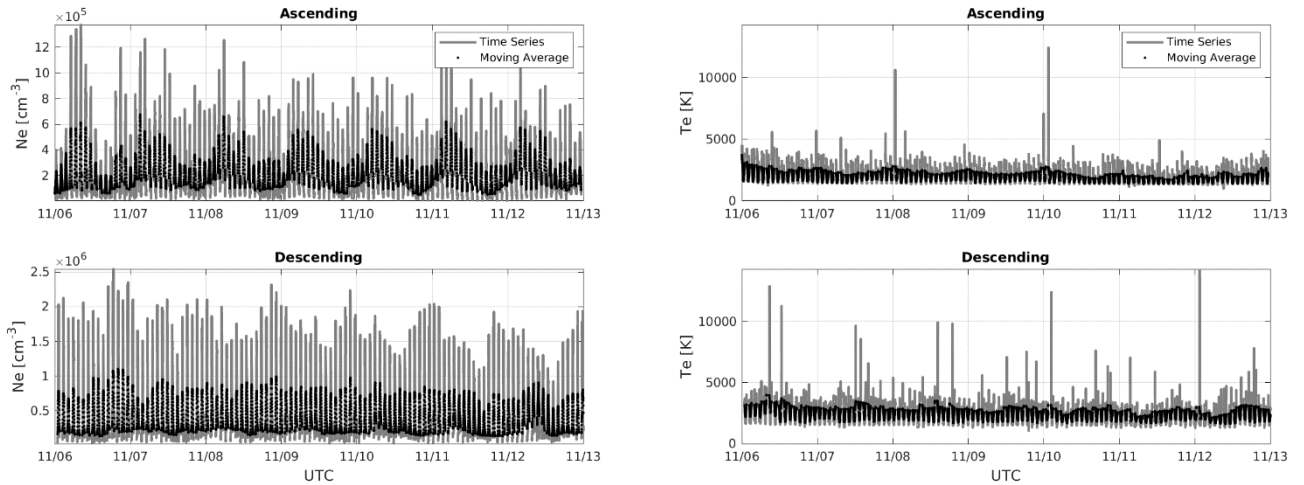 Ascending
×10⁵
12
10
8
6
4
2
Ne [cm⁻³]
Time Series
Moving Average
11/06 11/07 11/08 11/09 11/10 11/11 11/12 11/13
Ascending
10000
5000
0
Te [K]
Time Series
Moving Average
11/06 11/07 11/08 11/09 11/10 11/11 11/12 11/13
Descending
×10⁶
2.5
2
1.5
1
0.5
Ne [cm⁻³]
11/06 11/07 11/08 11/09 11/10 11/11 11/12 11/13
UTC
Descending
10000
5000
0
Te [K]
11/06 11/07 11/08 11/09 11/10 11/11 11/12 11/13
UTC